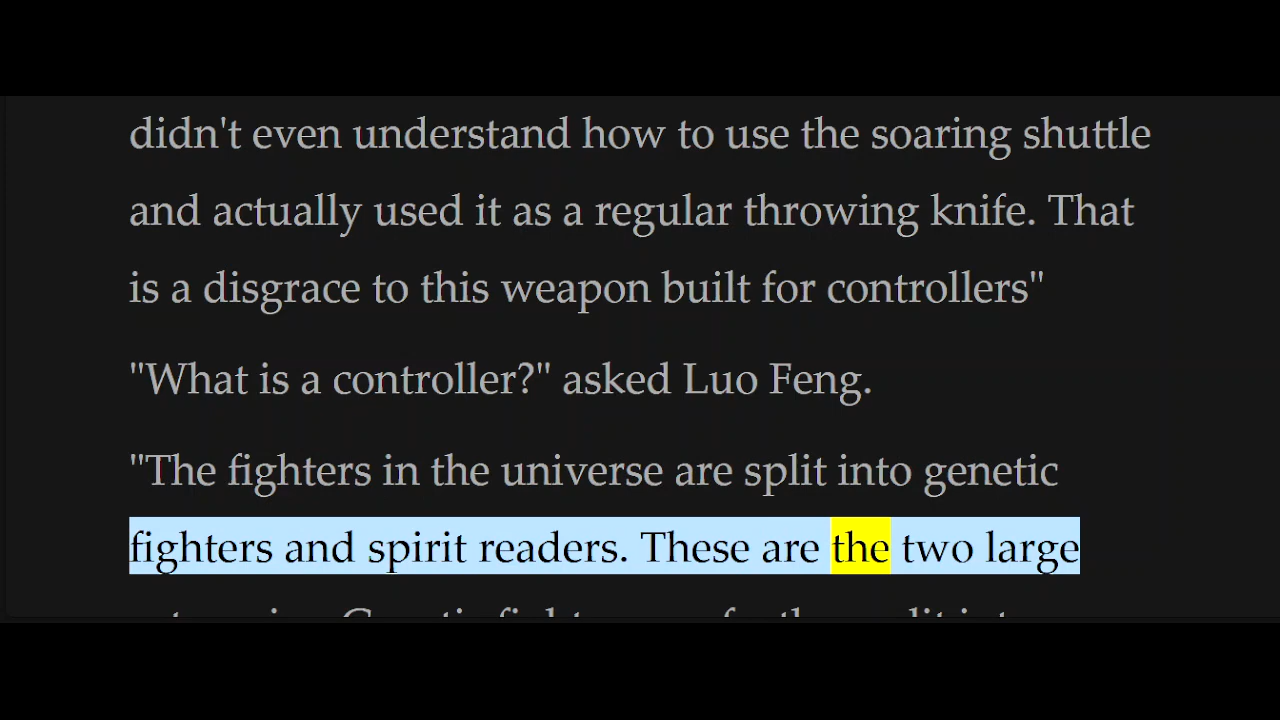 didn't even understand how to use the soaring shuttle
and actually used it as a regular throwing knife. That
is a disgrace to this weapon built for controllers"
"What is a controller?" asked Luo Feng.
"The fighters in the universe are split into genetic
fighters and spirit readers. These are the two large